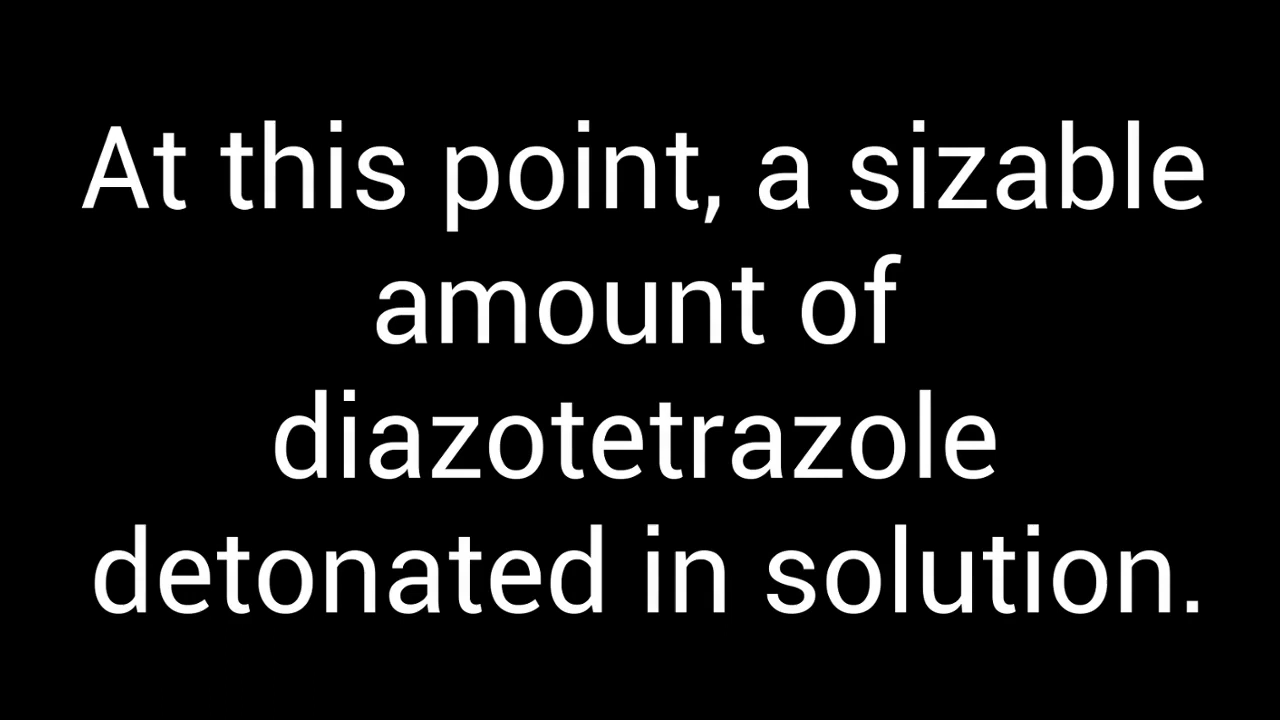 At this point, a sizable
amount of
diazotetrazole
detonated in solution.